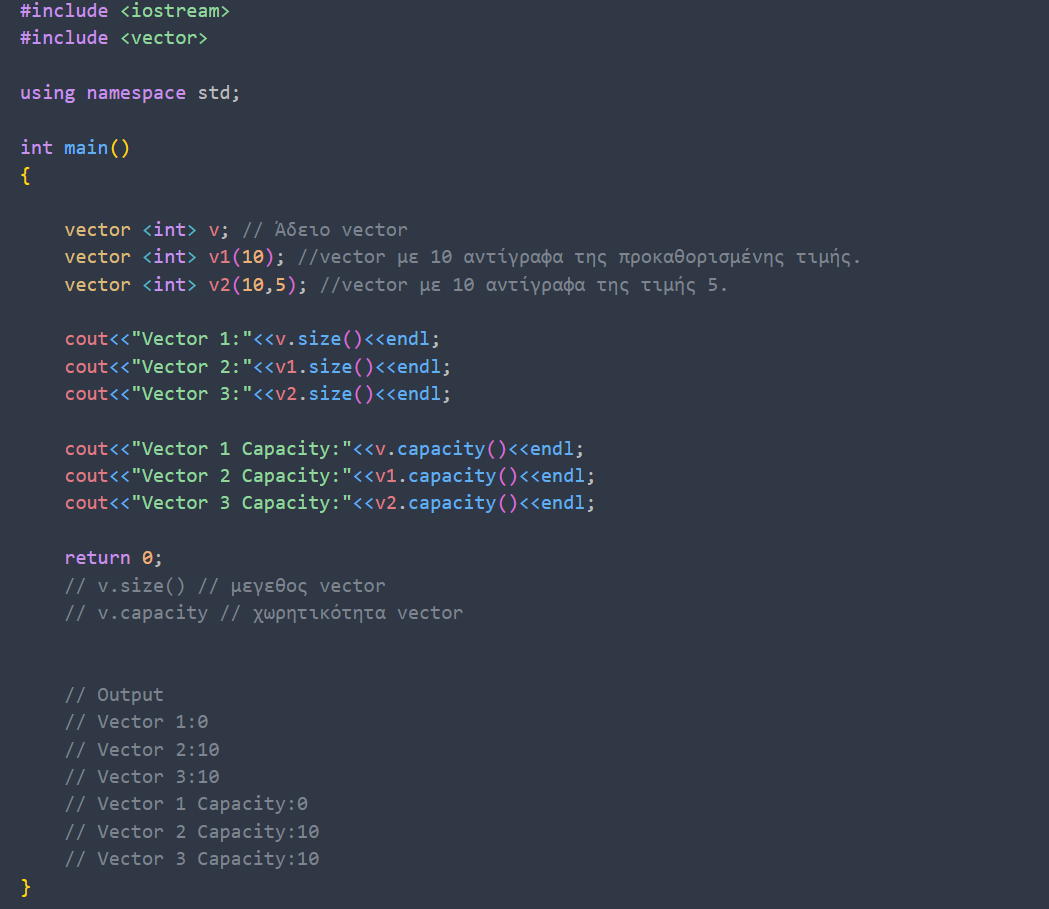 #include <iostream>
#include <vector>
using namespace std;
int main()
{
vector <int> v; // Άδειο vector
vector <int> v1(10); //vector με 10 αντίγραφα της προκαθορισμένης τιμής.
vector <int> v2(10,5); //vector με 10 αντίγραφα της τιμής 5.
cout<<"Vector 1:"<<v.size()<<endl;
cout<<"Vector 2:"<<v1.size()<<endl;
cout<<"Vector 3:"<<v2.size()<<endl;
cout<<"Vector 1 Capacity:"<<v.capacity()<<endl;
cout<<"Vector 2 Capacity:"<<v1.capacity()<<endl;
cout<<"Vector 3 Capacity:"<<v2.capacity()<<endl;
return 0;
// v.size() // μεγεθος vector
// v.capacity // χωρητικότητα vector
// Output
// Vector 1:0
// Vector 2:10
// Vector 3:10
// Vector 1 Capacity:0
// Vector 2 Capacity:10
// Vector 3 Capacity:10
}